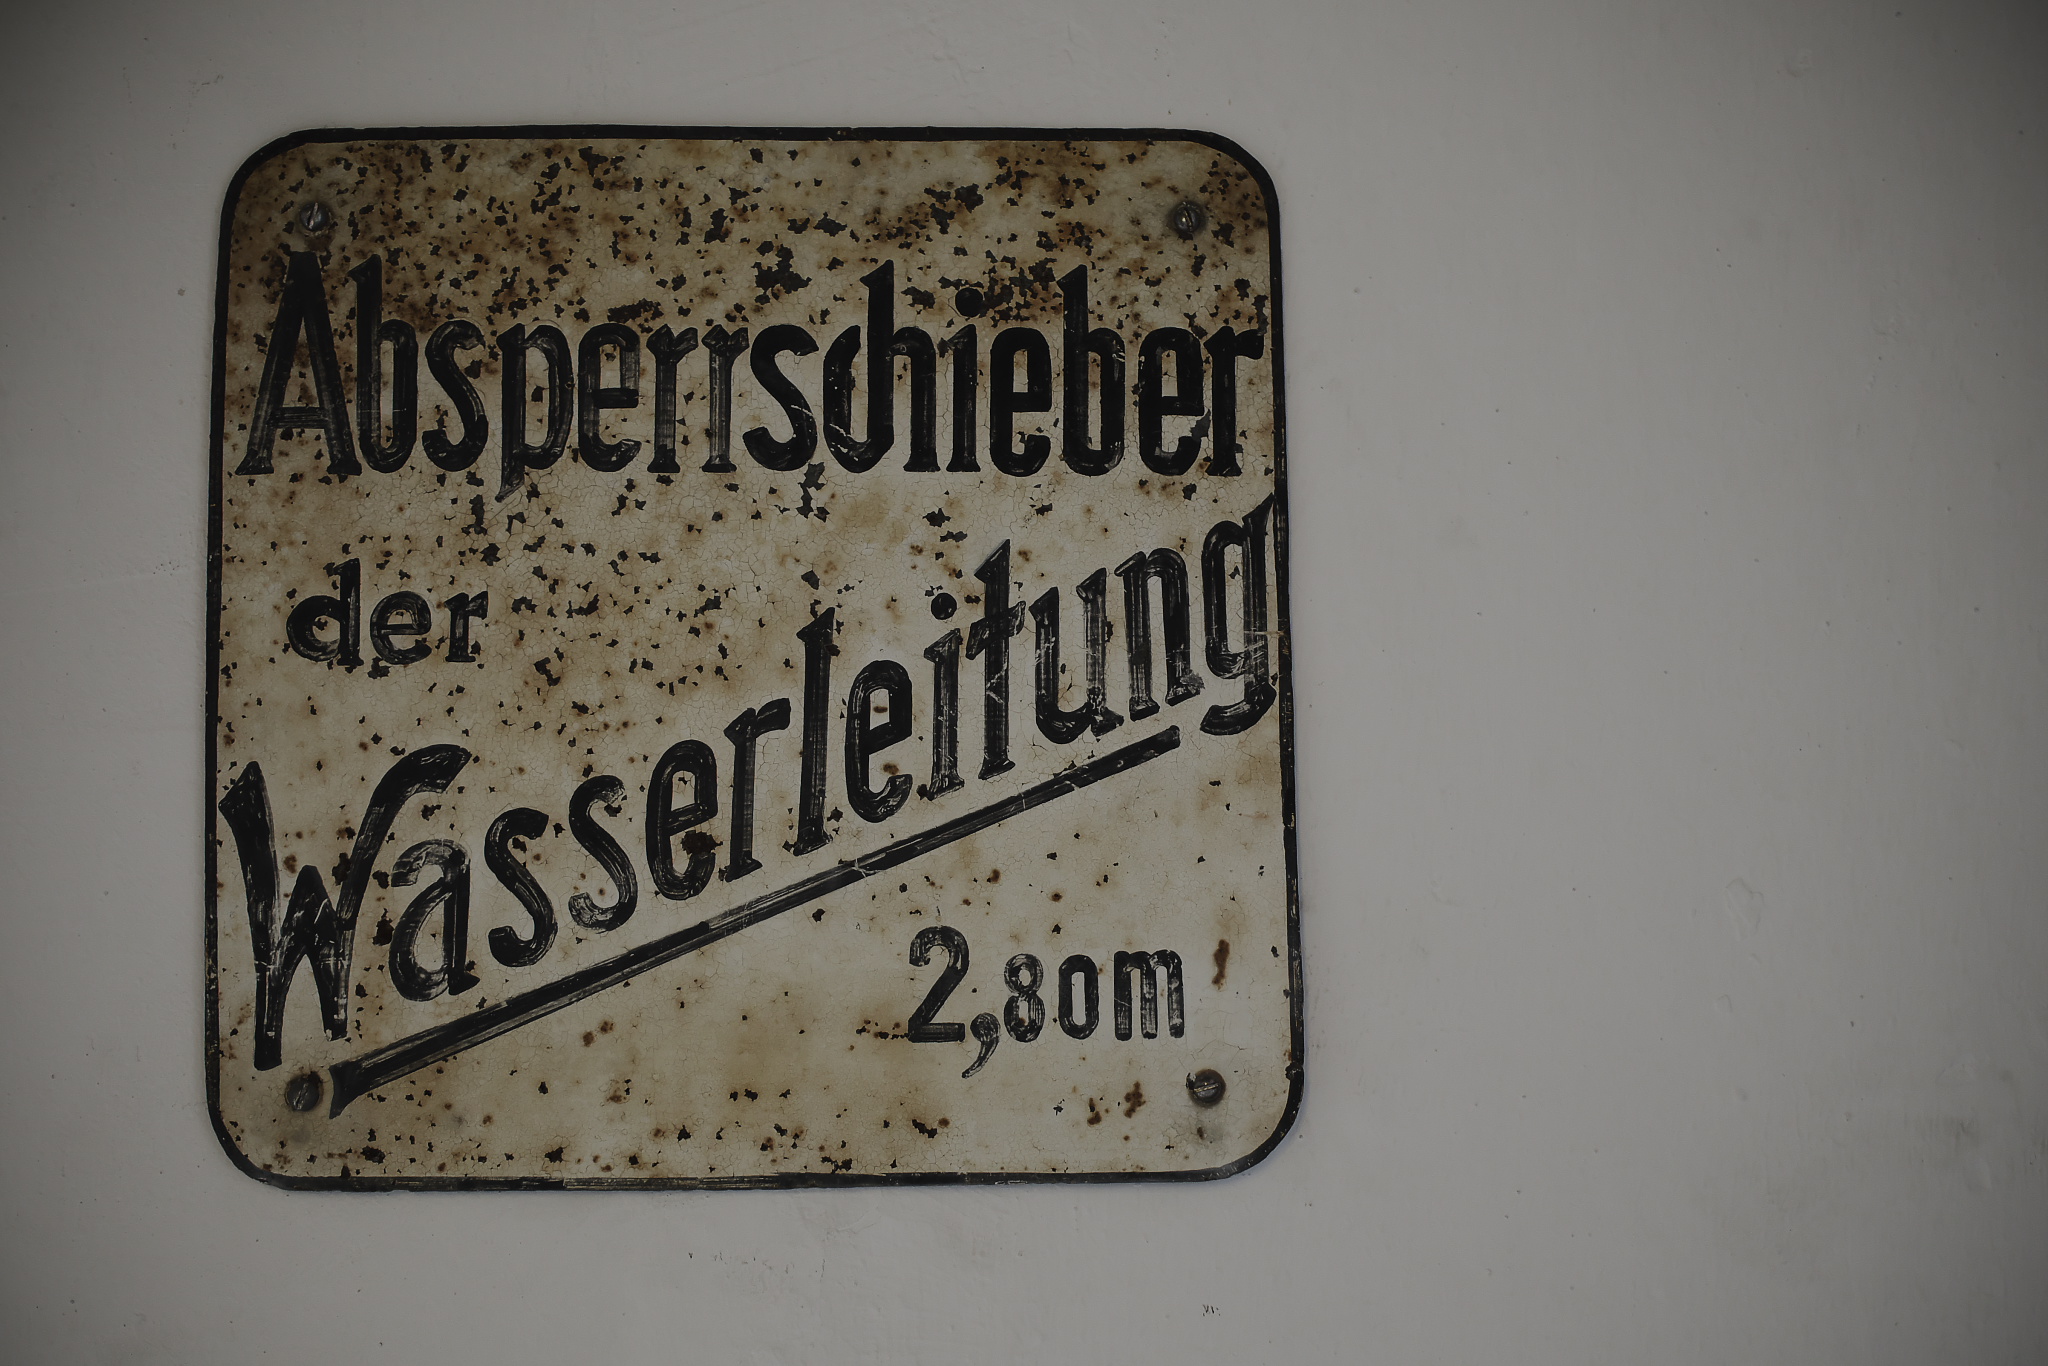 Absperrschieber
der
Wasserleitung
2,80m